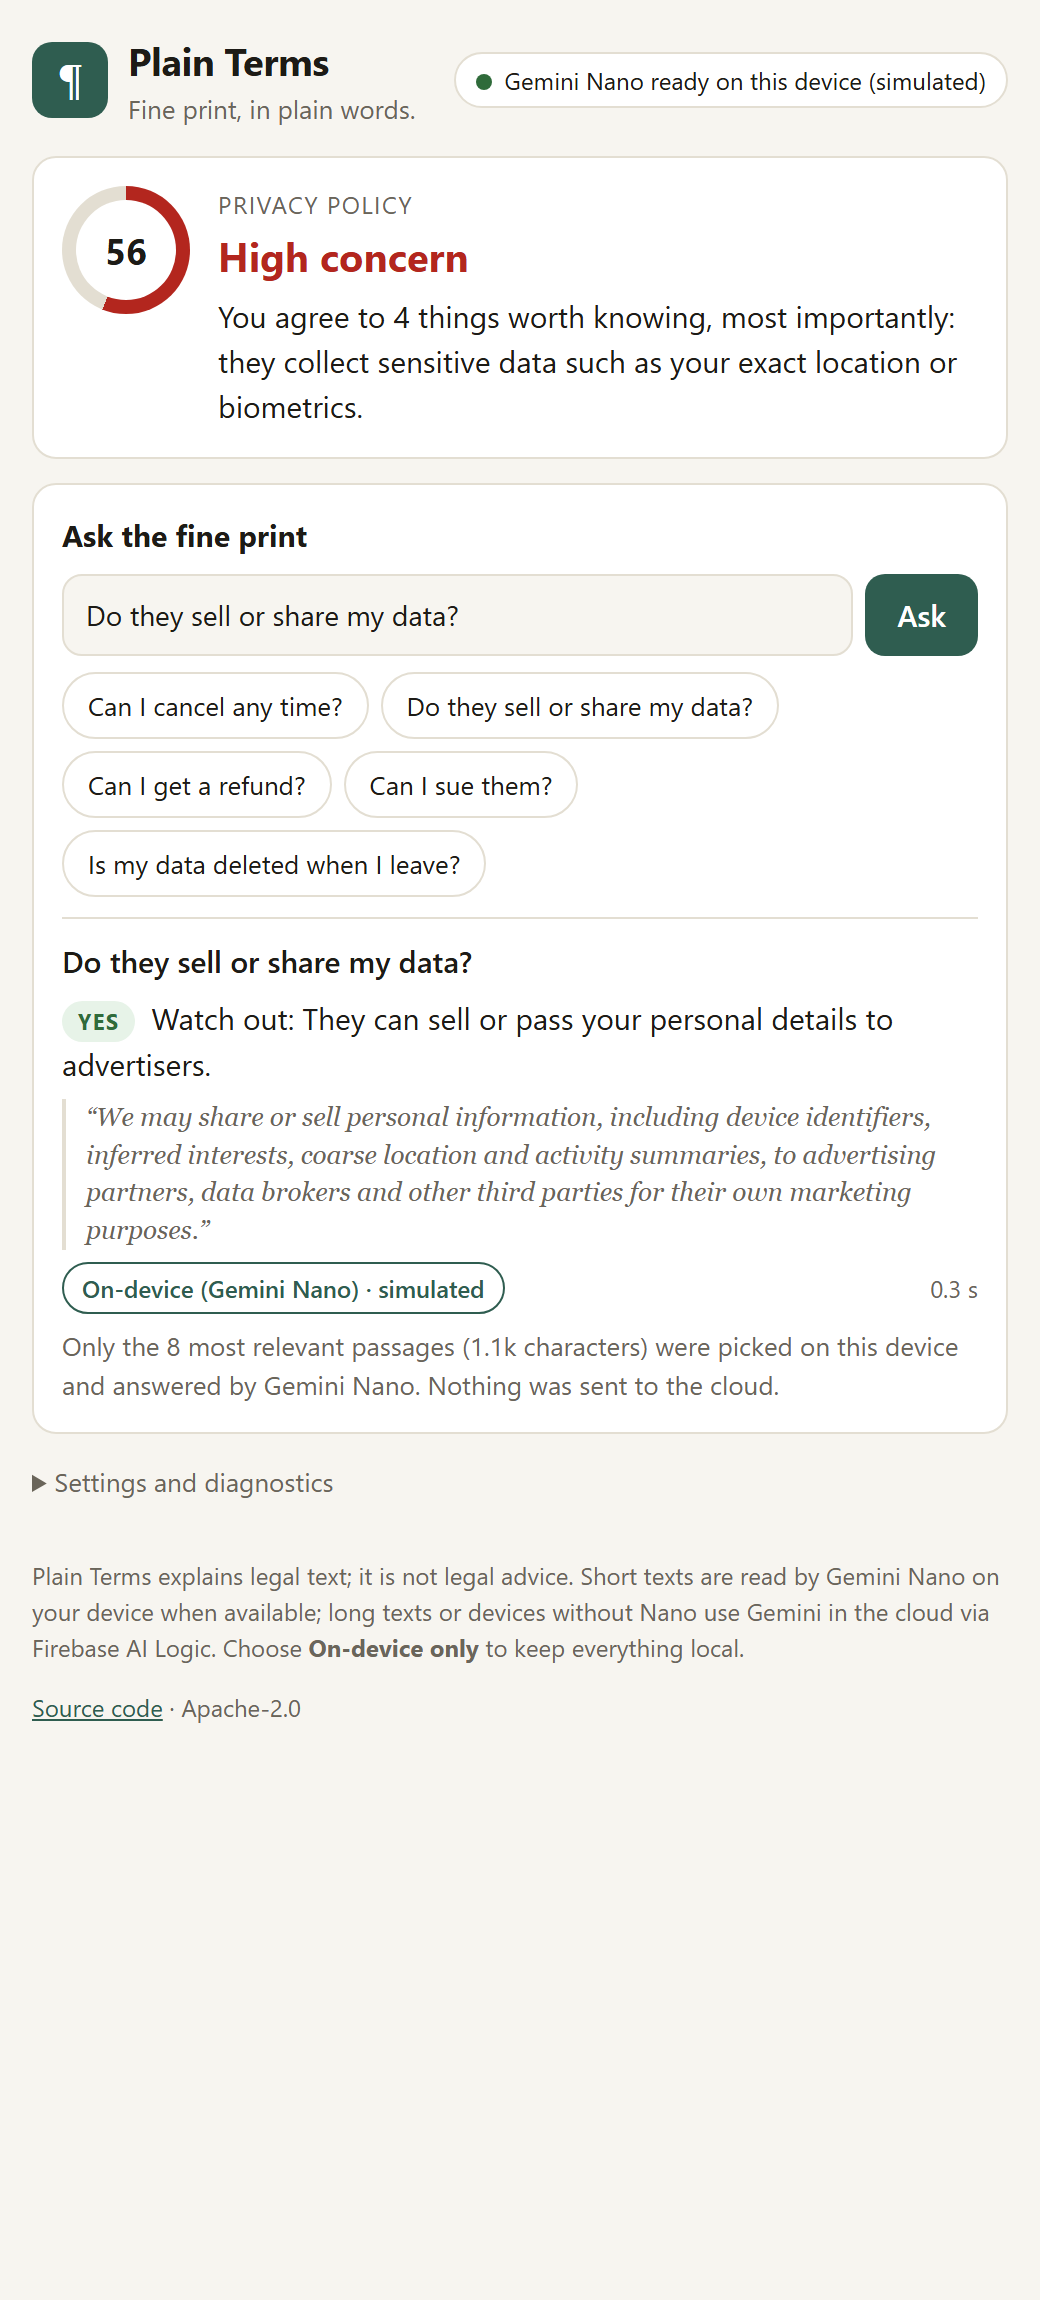 ¶
Plain Terms
Fine print, in plain words.
Gemini Nano ready on this device (simulated)
56
PRIVACY POLICY
High concern
You agree to 4 things worth knowing, most importantly:
they collect sensitive data such as your exact location or
biometrics.
Ask the fine print
Do they sell or share my data?
Ask
Can I cancel any time?
Do they sell or share my data?
Can I get a refund?
Can I sue them?
Is my data deleted when I leave?
Do they sell or share my data?
YES Watch out: They can sell or pass your personal details to
advertisers.
“We may share or sell personal information, including device identifiers,
inferred interests, coarse location and activity summaries, to advertising
partners, data brokers and other third parties for their own marketing
purposes.”
On-device (Gemini Nano) · simulated
0.3 s
Only the 8 most relevant passages (1.1k characters) were picked on this device
and answered by Gemini Nano. Nothing was sent to the cloud.
Settings and diagnostics
Plain Terms explains legal text; it is not legal advice. Short texts are read by Gemini Nano on
your device when available; long texts or devices without Nano use Gemini in the cloud via
Firebase AI Logic. Choose On-device only to keep everything local.
Source code · Apache-2.0